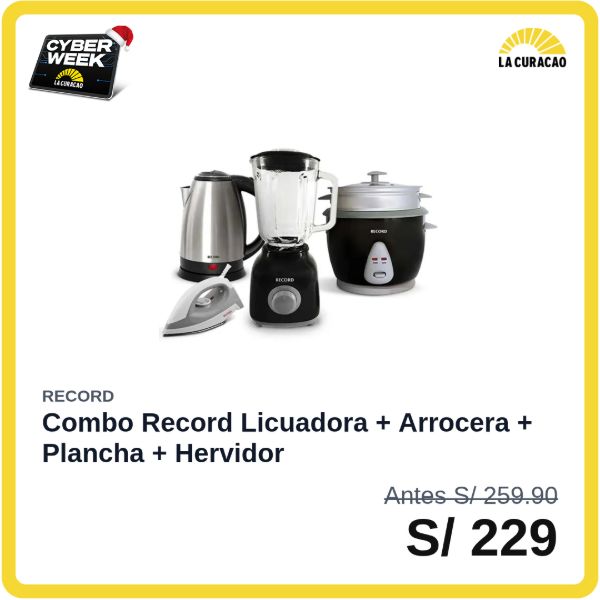 CYBER
WEEK
LA CURACAO
LA CURACAO
RECORD
RECORD
RECORD
RECORD
Combo Record Licuadora + Arrocera +
Plancha + Hervidor
Antes S/ 259.90
S/ 229